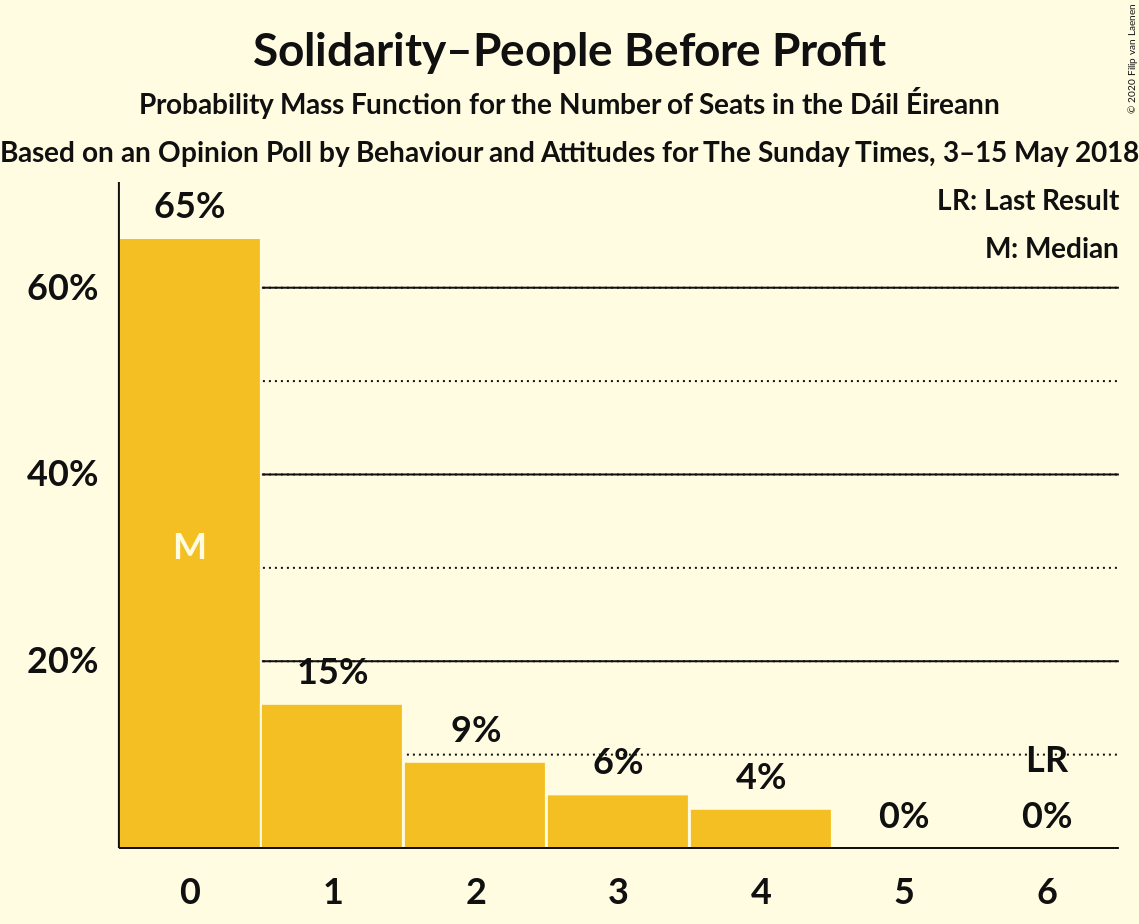 Solidarity–People Before Profit
Probability Mass Function for the Number of Seats in the Dáil Éireann
Based on an Opinion Poll by Behaviour and Attitudes for The Sunday Times, 3–15 May 2018
© 2020 Filip van Laenen
LR: Last Result
M: Median
65%
60%
40%
M
20%
15%
9%
6%
4%
LR
0%
0%
0 1 2 3 4 5 6